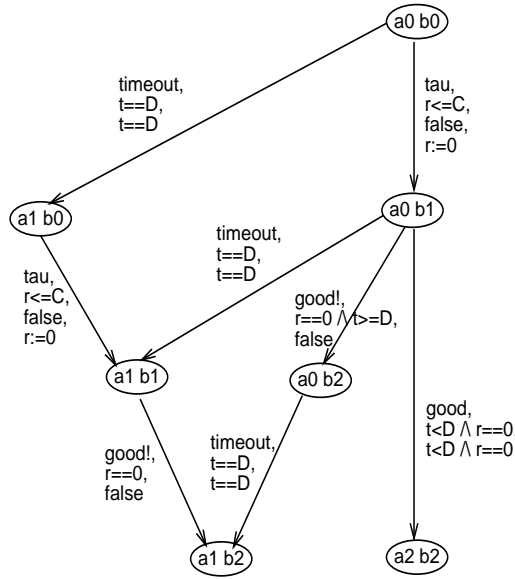 a0 b0
timeout,
t==D,
t==D
tau,
r<=C,
false,
r:=0
a1 b0
a0 b1
timeout,
t==D,
t==D
tau,
r<=C,
false,
r:=0
good!,
r==0 /\ t>=D,
false
a1 b1
a0 b2
good,
t<D /\ r==0,
t<D /\ r==0
good!,
r==0,
false
timeout,
t==D,
t==D
a1 b2
a2 b2